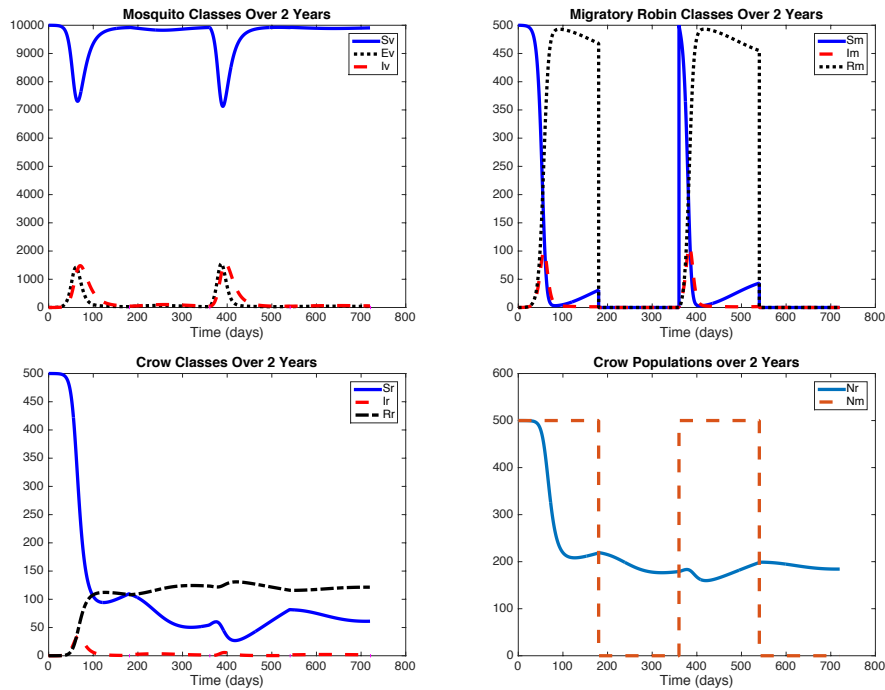 Mosquito Classes Over 2 Years
10000
9000
8000
7000
6000
5000
4000
3000
2000
1000
0
0 100 200 300 400 500 600 700 800
Time (days)
Sv
Ev
Iv
Migratory Robin Classes Over 2 Years
500
450
400
350
300
250
200
150
100
50
0
0 100 200 300 400 500 600 700 800
Time (days)
Sm
Im
Rm
Crow Classes Over 2 Years
500
450
400
350
300
250
200
150
100
50
0
0 100 200 300 400 500 600 700 800
Time (days)
Sr
Ir
Rr
Crow Populations over 2 Years
600
500
400
300
200
100
0
0 100 200 300 400 500 600 700 800
Time (days)
Nr
Nm